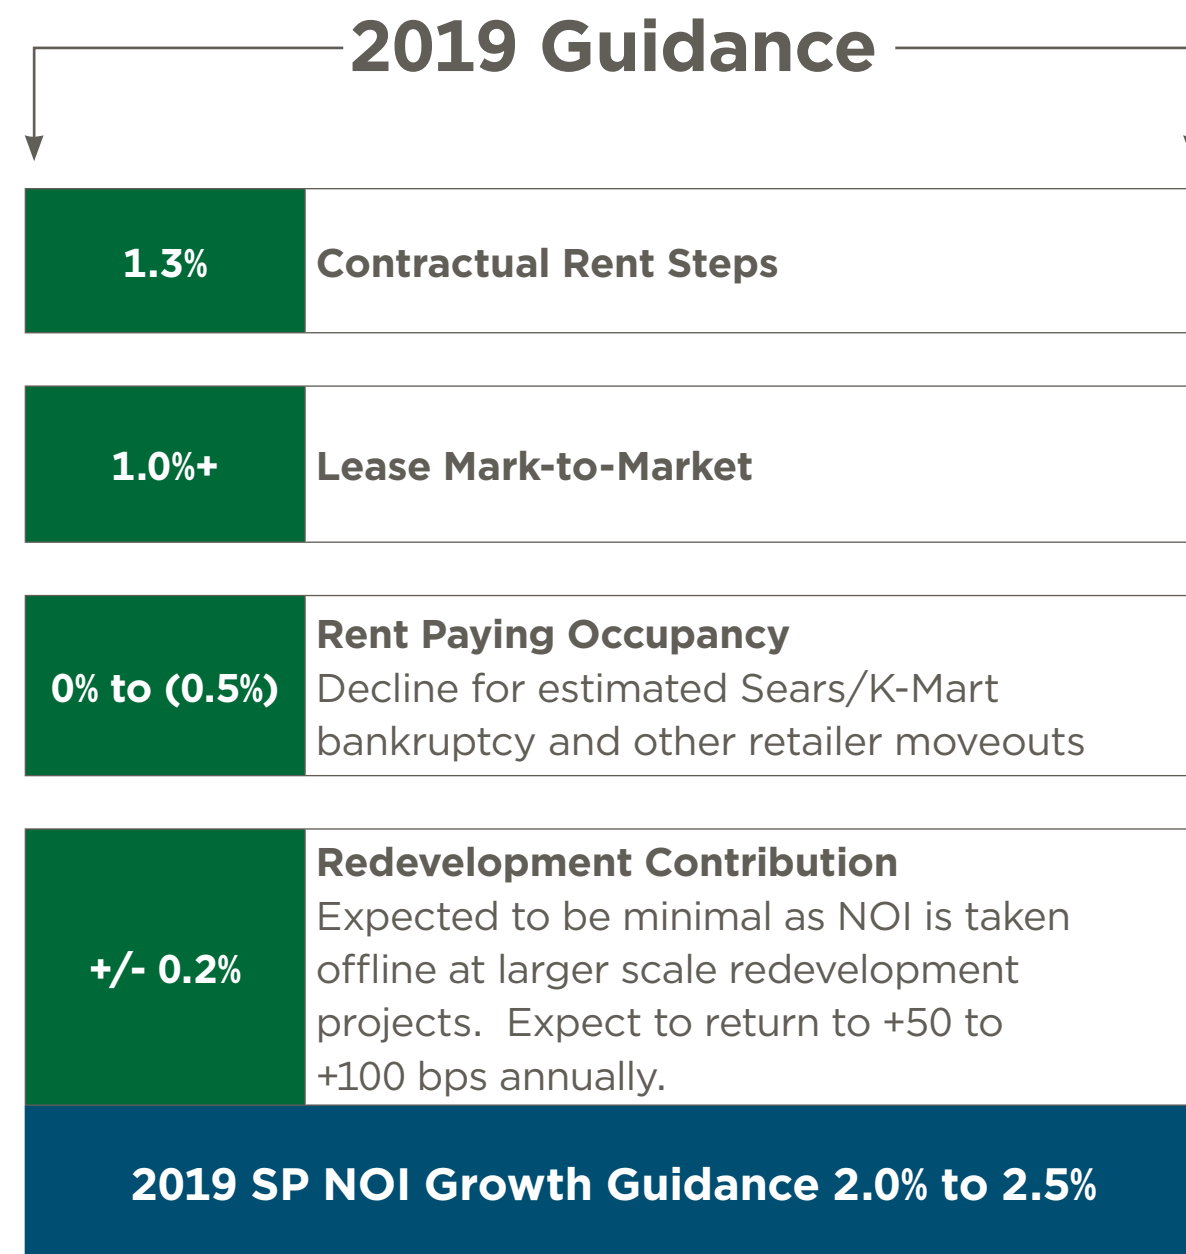 2019 Guidance
1.3%
Contractual Rent Steps
1.0%+
Lease Mark-to-Market
0% to (0.5%)
Rent Paying Occupancy
Decline for estimated Sears/K-Mart
bankruptcy and other retailer moveouts
+/- 0.2%
Redevelopment Contribution
Expected to be minimal as NOI is taken
offline at larger scale redevelopment
projects.  Expect to return to +50 to
+100 bps annually.
2019 SP NOI Growth Guidance 2.0% to 2.5%